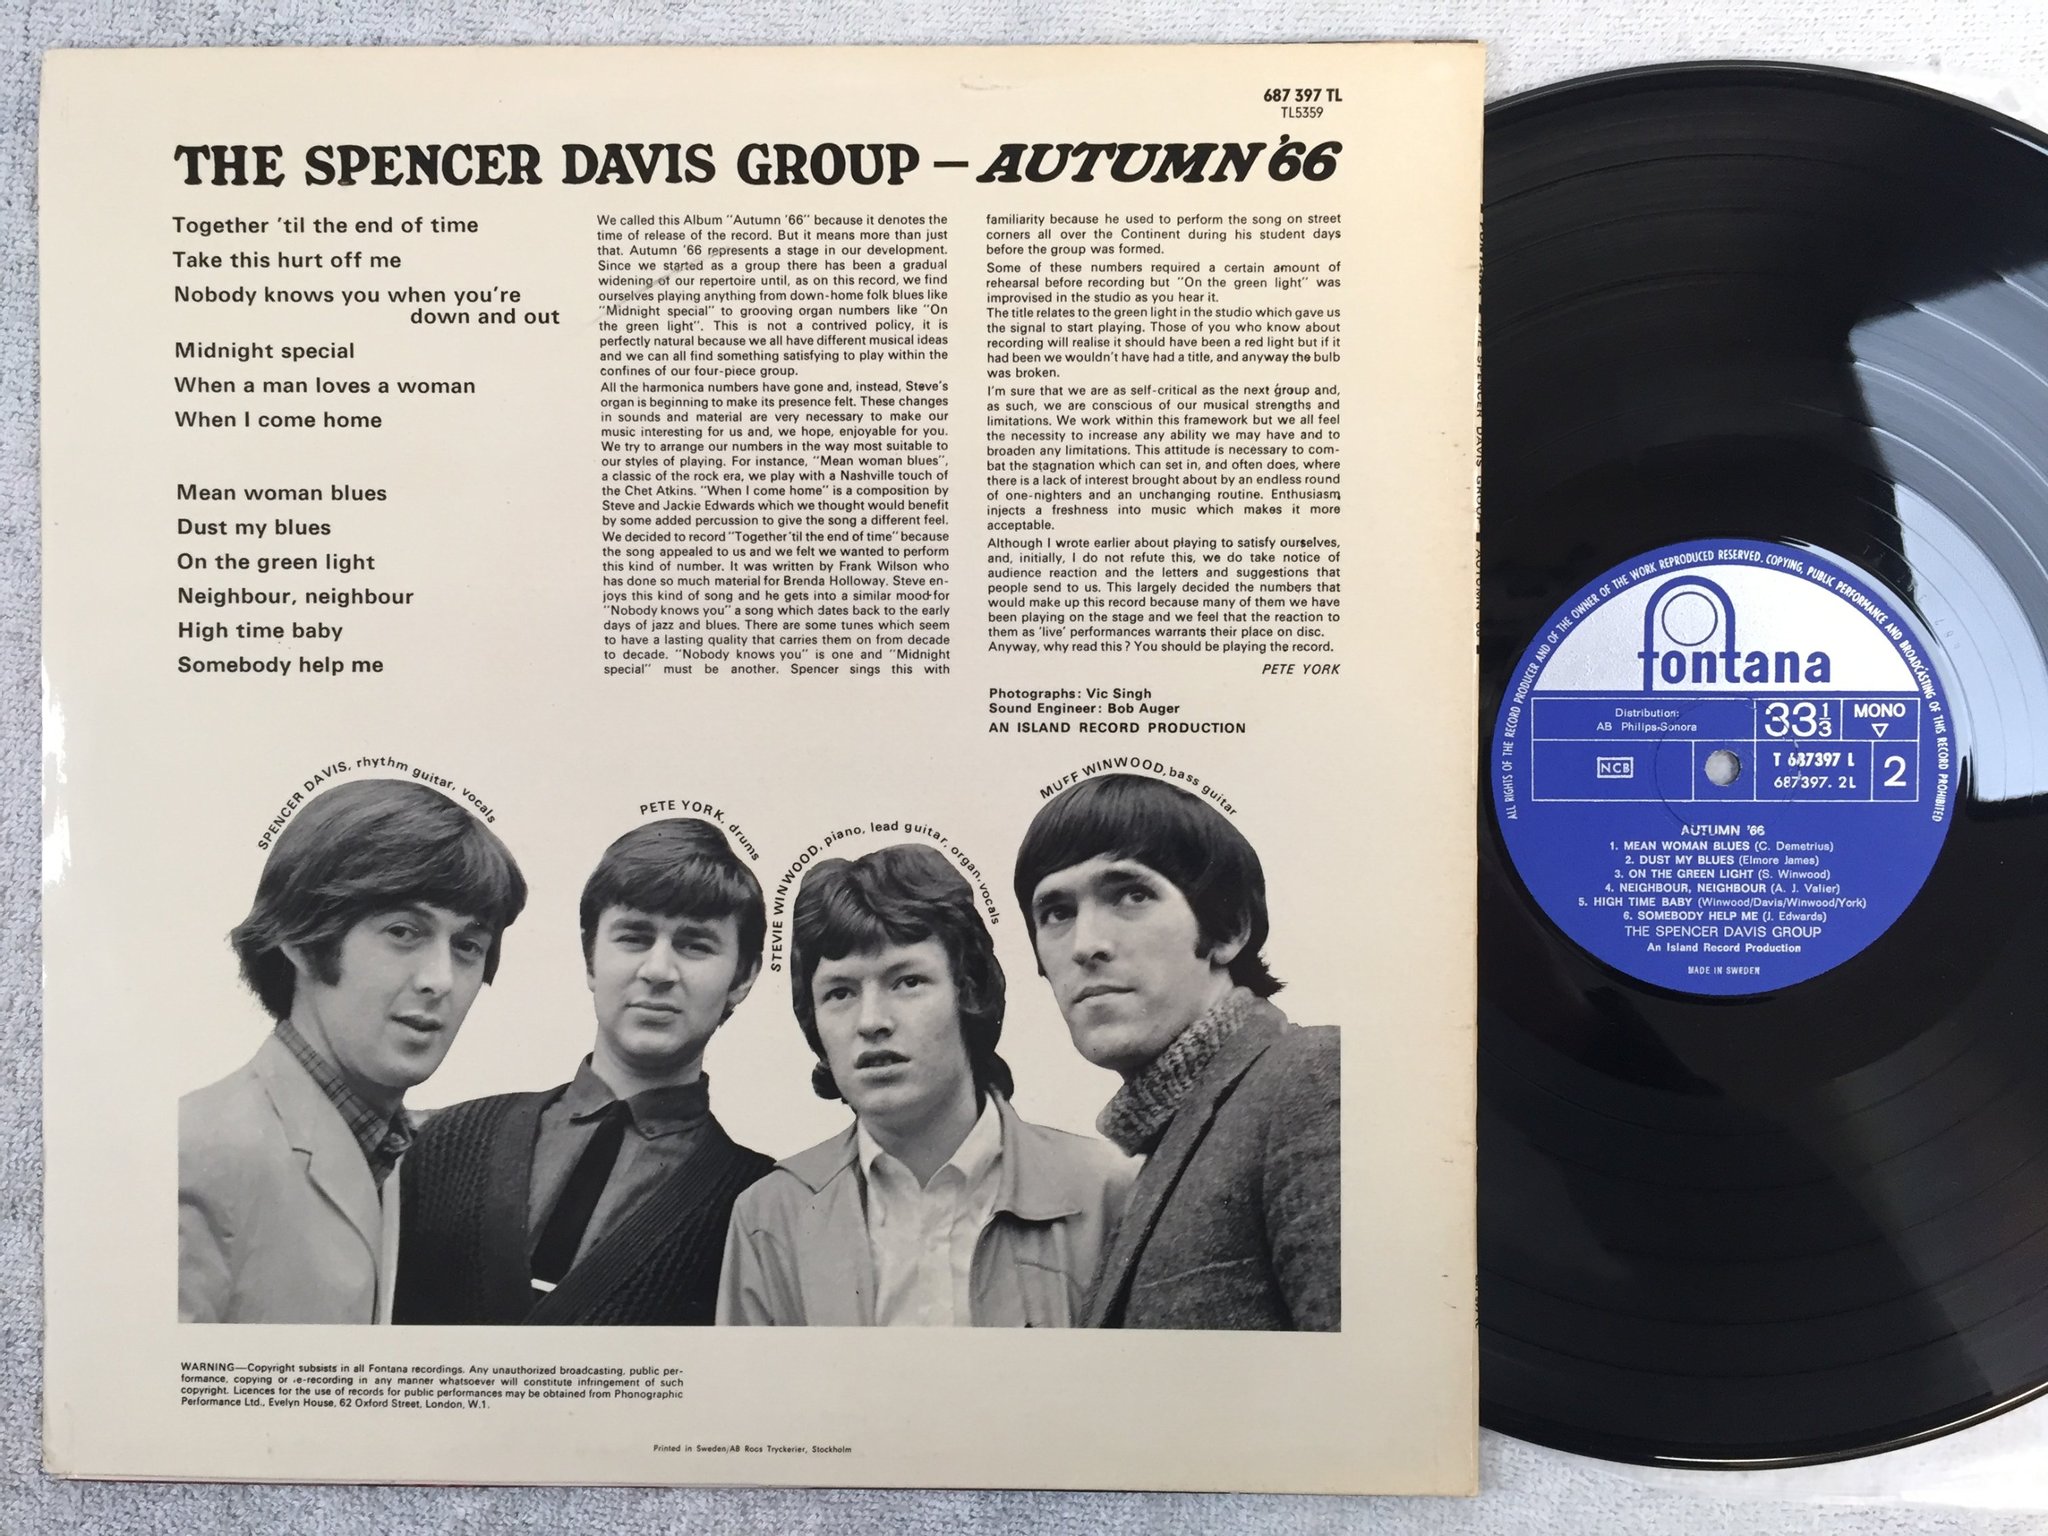 687 397 TL
TL5359
THE SPENCER DAVIS GROUP — AUTUMN '66
Together 'til the end of time
Take this hurt off me
Nobody knows you when you're
down and out
Midnight special
When a man loves a woman
When I come home
Mean woman blues
Dust my blues
On the green light
Neighbour, neighbour
High time baby
Somebody help me
We called this Album "Autumn '66" because it denotes the
time of release of the record. But it means more than just
that. Autumn '66 represents a stage in our development.
Since we started as a group there has been a gradual
widening of our repertoire until, as on this record, we find
ourselves playing anything from down-home folk blues like
"Midnight special" to grooving organ numbers like "On
the green light". This is not a contrived policy, it is
perfectly natural because we all have different musical ideas
and we can all find something satisfying to play within the
confines of our four-piece group.
All the harmonica numbers have gone and, instead, Steve's
organ is beginning to make its presence felt. These changes
in sounds and material are very necessary to make our
music interesting for us and, we hope, enjoyable for you.
We try to arrange our numbers in the way most suitable to
our styles of playing. For instance, "Mean woman blues",
a classic of the rock era, we play with a Nashville touch of
the Chet Atkins. "When I come home" is a composition by
Steve and Jackie Edwards which we thought would benefit
by some added percussion to give the song a different feel.
We decided to record "Together 'til the end of time" because
the song appealed to us and we felt we wanted to perform
this kind of number. It was written by Frank Wilson who
has done so much material for Brenda Holloway. Steve en-
joys this kind of song and he gets into a similar mood for
"Nobody knows you" a song which dates back to the early
days of jazz and blues. There are some tunes which seem
to have a lasting quality that carries them on from decade
to decade. "Nobody knows you" is one and "Midnight
special" must be another. Spencer sings this with
familiarity because he used to perform the song on street
corners all over the Continent during his student days
before the group was formed.
Some of these numbers required a certain amount of
rehearsal before recording but "On the green light" was
improvised in the studio as you hear it.
The title relates to the green light in the studio which gave us
the signal to start playing. Those of you who know about
recording will realise it should have been a red light but if it
had been we wouldn't have had a title, and anyway the bulb
was broken.
I'm sure that we are as self-critical as the next group and,
as such, we are conscious of our musical strengths and
limitations. We work within this framework but we all feel
the necessity to increase any ability we may have and to
broaden any limitations. This attitude is necessary to com-
bat the stagnation which can set in, and often does, where
there is a lack of interest brought about by an endless round
of one-nighters and an unchanging routine. Enthusiasm
injects a freshness into music which makes it more
acceptable.
Although I wrote earlier about playing to satisfy ourselves,
and, initially, I do not refute this, we do take notice of
audience reaction and the letters and suggestions that
people send to us. This largely decided the numbers that
would make up this record because many of them we have
been playing on the stage and we feel that the reaction to
them as 'live' performances warrants their place on disc.
Anyway, why read this? You should be playing the record.
PETE YORK
Photographs: Vic Singh
Sound Engineer: Bob Auger
AN ISLAND RECORD PRODUCTION
SPENCER DAVIS, rhythm guitar, vocals
PETE YORK, drums
STEVIE WINWOOD, piano, lead guitar, organ, vocals
MUFF WINWOOD, bass guitar
WARNING—Copyright subsists in all Fontana recordings. Any unauthorized broadcasting, public per-
formance, copying or re-recording in any manner whatsoever will constitute infringement of such
copyright. Licences for the use of records for public performances may be obtained from Phonographic
Performance Ltd., Evelyn House, 62 Oxford Street, London, W.1.
Printed in Sweden/AB Roos Tryckerier, Stockholm
ALL RIGHTS OF THE RECORD PRODUCER AND OF THE OWNER OF THE WORK REPRODUCED RESERVED. COPYING, PUBLIC PERFORMANCE AND BROADCASTING OF THIS RECORD PROHIBITED
fontana
Distribution:
AB Philips-Sonora
33 1/3
MONO
NCB
T 687397 L
687397. 2L
2
AUTUMN '66
1. MEAN WOMAN BLUES (C. Demetrius)
2. DUST MY BLUES (Elmore James)
3. ON THE GREEN LIGHT (S. Winwood)
4. NEIGHBOUR, NEIGHBOUR (A. J. Valier)
5. HIGH TIME BABY (Winwood/Davis/Winwood/York)
6. SOMEBODY HELP ME (J. Edwards)
THE SPENCER DAVIS GROUP
An Island Record Production
MADE IN SWEDEN